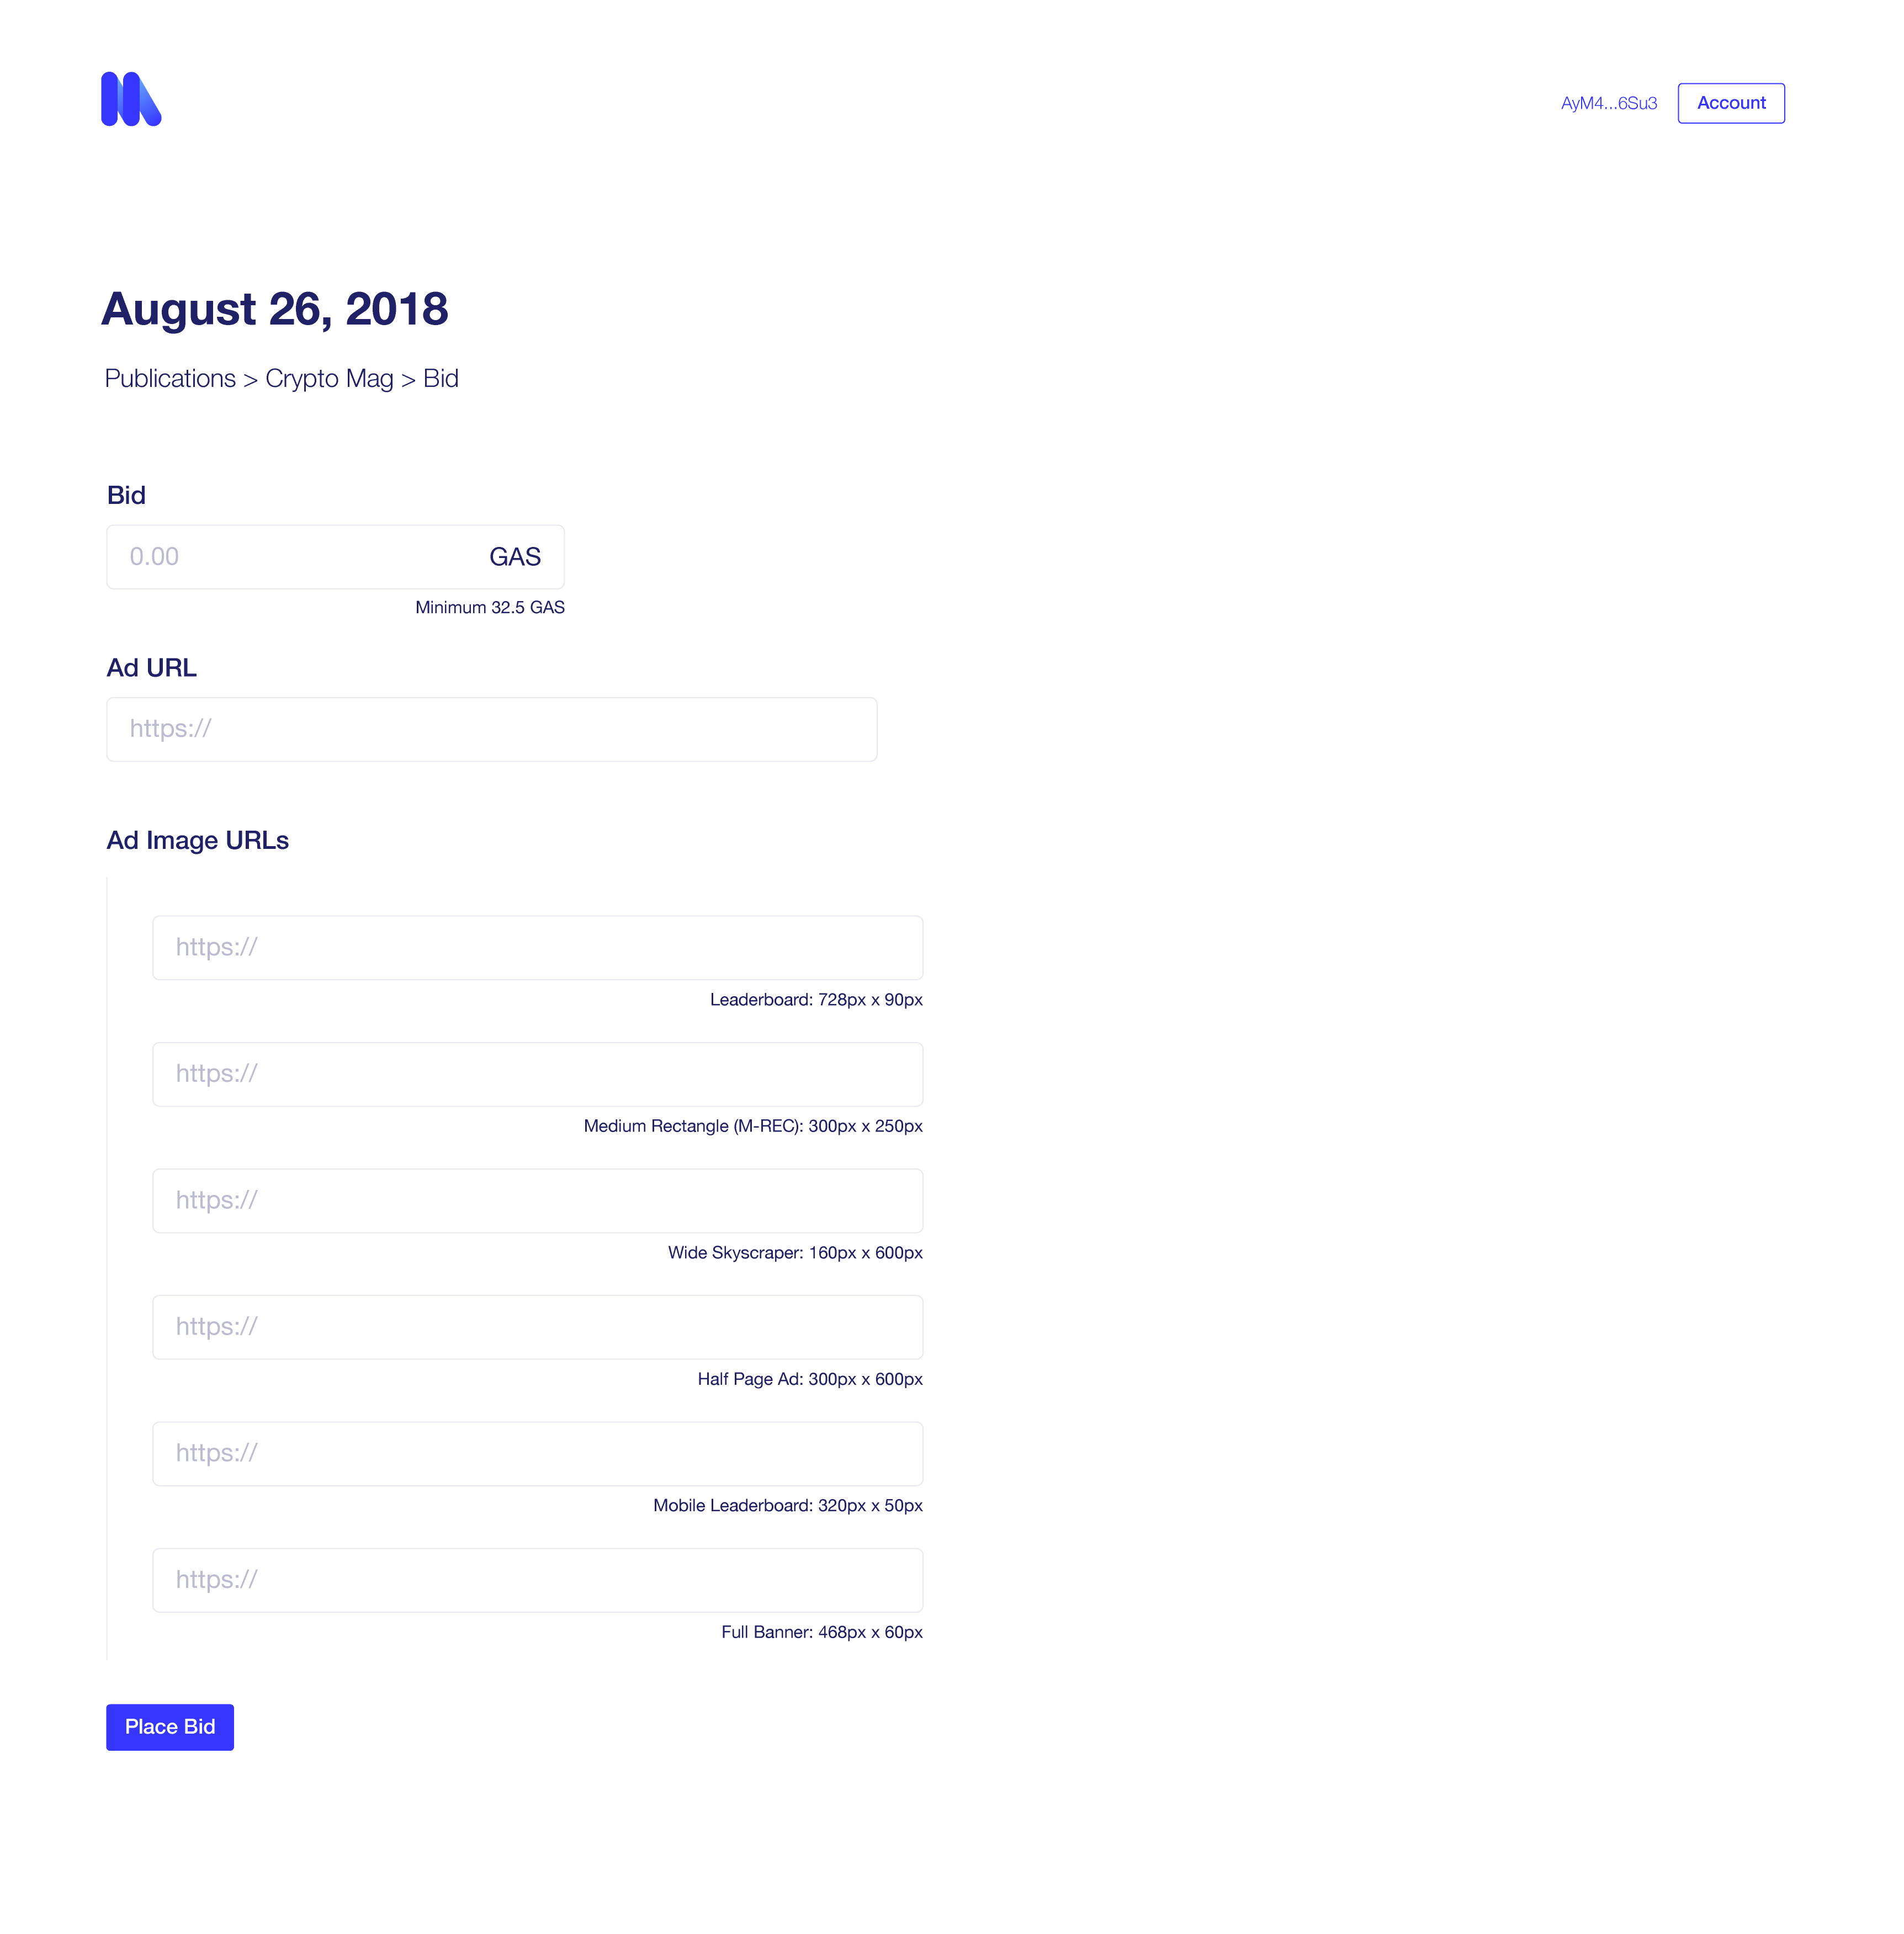 AyM4...6Su3 Account
August 26, 2018
Publications > Crypto Mag > Bid
Bid
0.00 GAS
Minimum 32.5 GAS
Ad URL
https://
Ad Image URLs
https://
Leaderboard: 728px x 90px
https://
Medium Rectangle (M-REC): 300px x 250px
https://
Wide Skyscraper: 160px x 600px
https://
Half Page Ad: 300px x 600px
https://
Mobile Leaderboard: 320px x 50px
https://
Full Banner: 468px x 60px
Place Bid